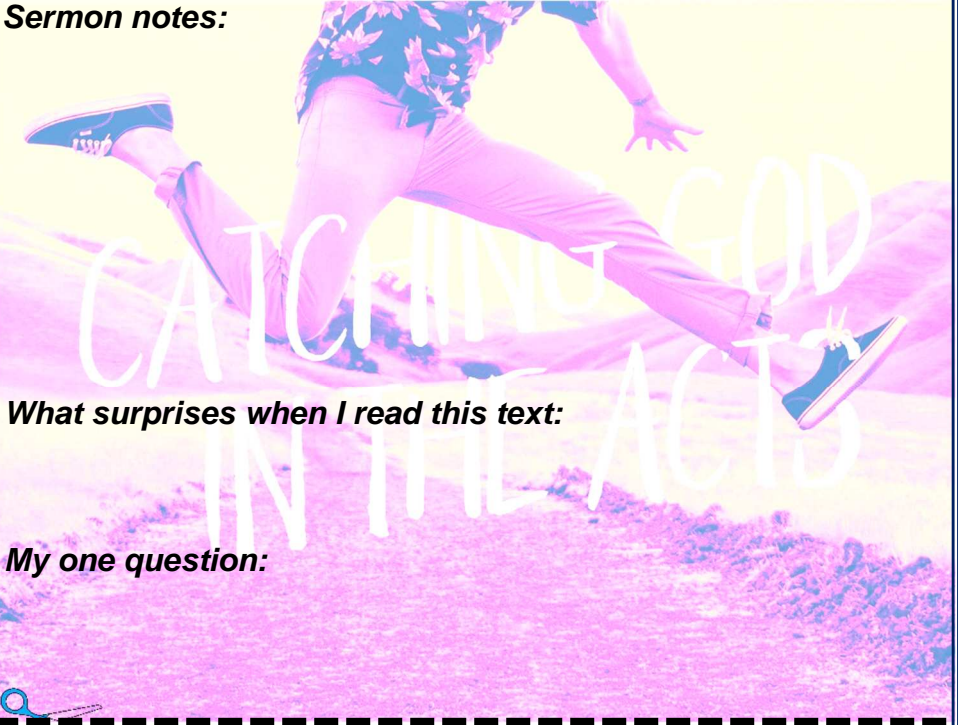 Sermon notes:
CATCHING GOD
IN THE ACTS
What surprises when I read this text:
My one question: